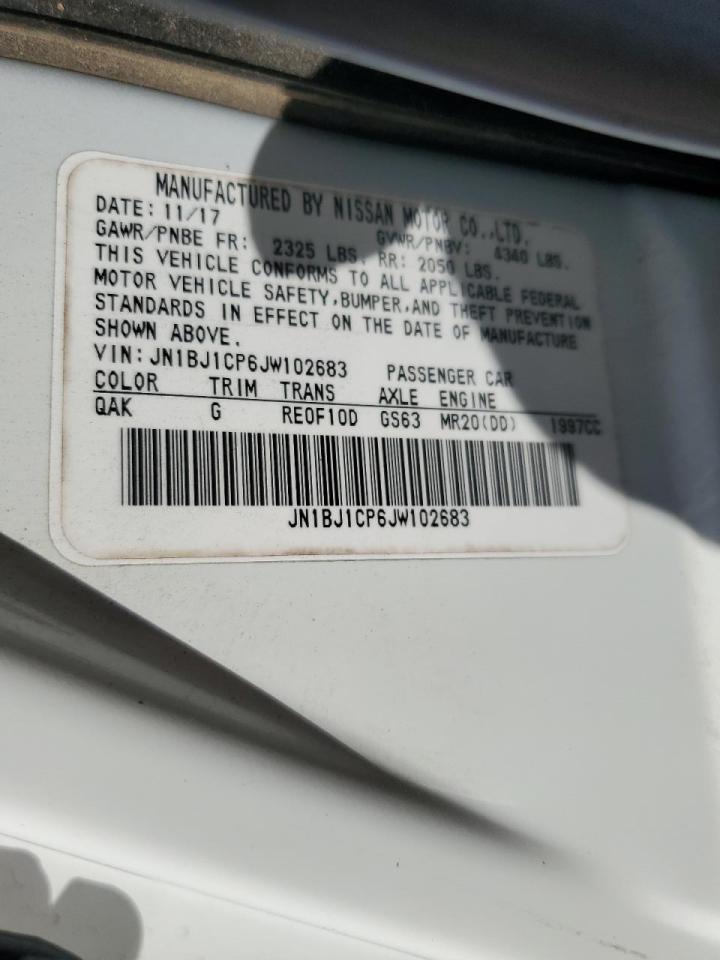 MANUFACTURED BY NISSAN MOTOR CO.,LTD.
DATE: 11/17 GVWR/PNBV: 4340 LBS.
GAWR/PNBE FR: 2325 LBS. RR: 2050 LBS.
THIS VEHICLE CONFORMS TO ALL APPLICABLE FEDERAL
MOTOR VEHICLE SAFETY,BUMPER,AND THEFT PREVENTION
STANDARDS IN EFFECT ON THE DATE OF MANUFACTURE
SHOWN ABOVE.
VIN: JN1BJ1CP6JW102683 PASSENGER CAR
COLOR TRIM TRANS AXLE ENGINE
QAK G RE0F10D GS63 MR20(DD) 1997CC
JN1BJ1CP6JW102683